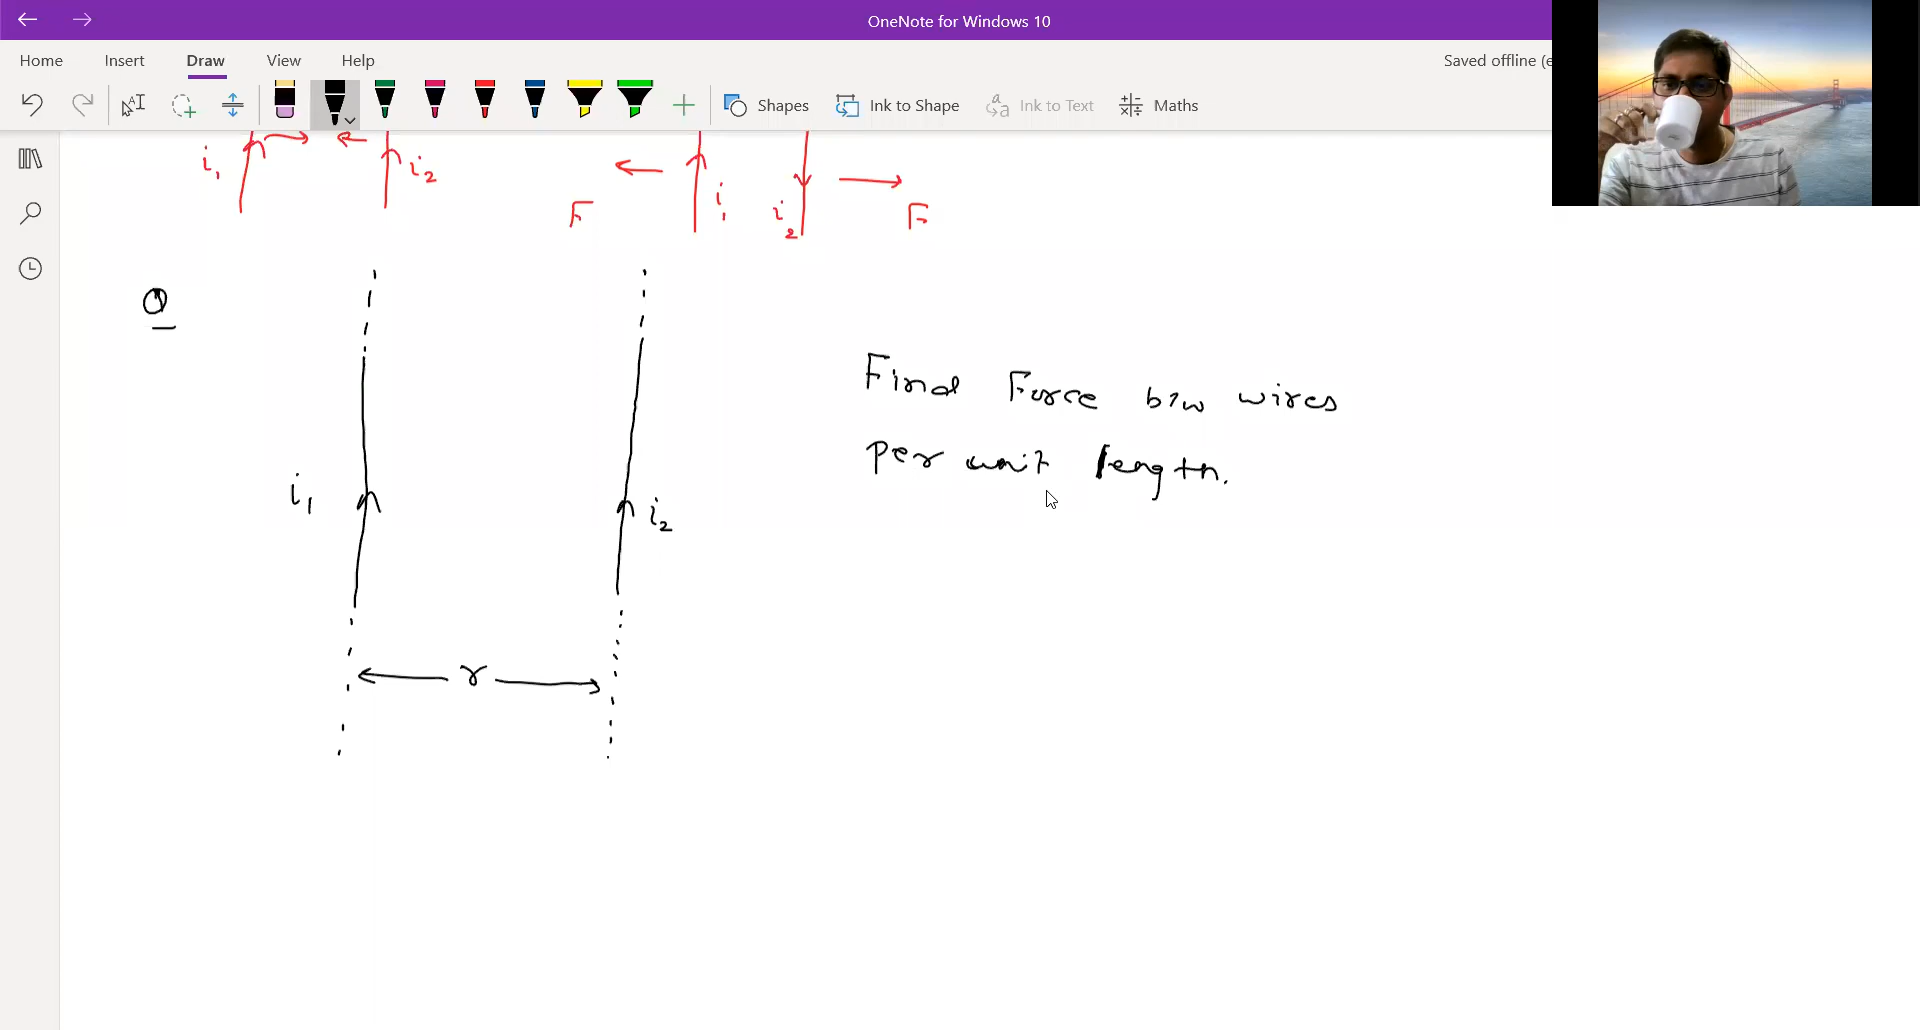 OneNote for Windows 10
Home Insert Draw View Help
Saved offline (e
Shapes Ink to Shape Ink to Text Maths
i₁ i₂ F i₁ i₂ F
Q
Find Force b/w wires
per unit length.
i₁ i₂
r